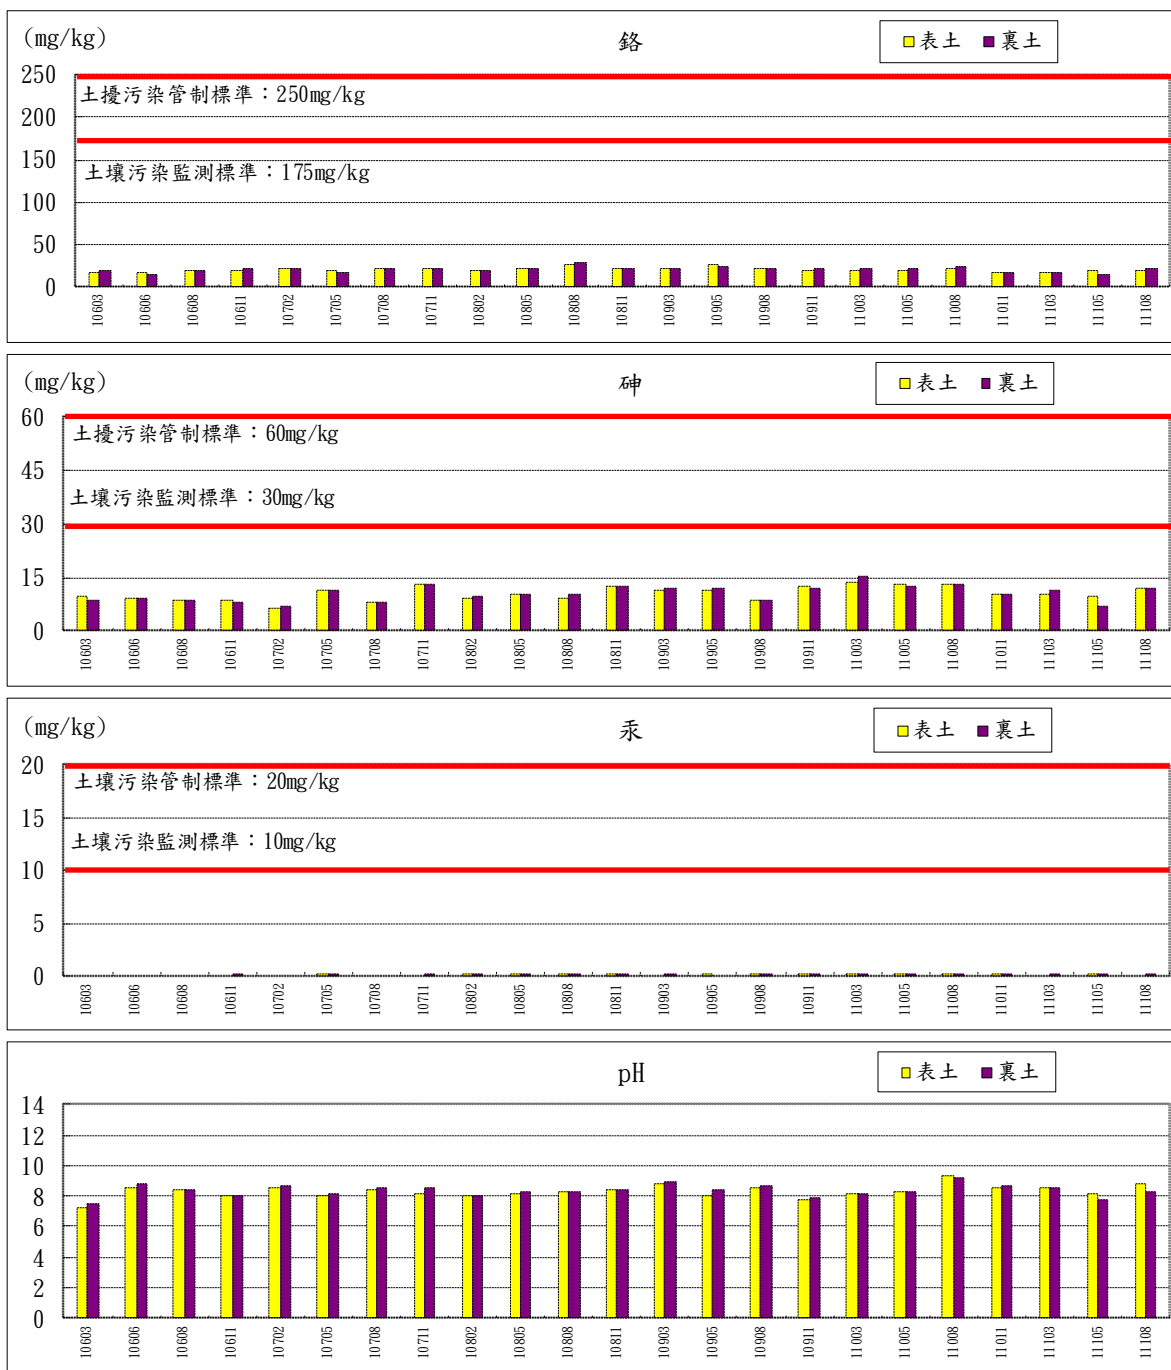 (mg/kg) 鉻 表土 裏土
250
土擾污染管制標準：250mg/kg
200
150
土壤污染監測標準：175mg/kg
100
50
0
10603 10606 10608 10611 10702 10705 10708 10711 10802 10805 10808 10811 10903 10905 10908 10911 11003 11005 11008 11011 11103 11105 11108
(mg/kg) 砷 表土 裏土
60
土擾污染管制標準：60mg/kg
45
土壤污染監測標準：30mg/kg
30
15
0
10603 10606 10608 10611 10702 10705 10708 10711 10802 10805 10808 10811 10903 10905 10908 10911 11003 11005 11008 11011 11103 11105 11108
(mg/kg) 汞 表土 裏土
20
土壤污染管制標準：20mg/kg
15
土壤污染監測標準：10mg/kg
10
5
0
10603 10606 10608 10611 10702 10705 10708 10711 10802 10805 10808 10811 10903 10905 10908 10911 11003 11005 11008 11011 11103 11105 11108
pH 表土 裏土
14
12
10
8
6
4
2
0
10603 10606 10608 10611 10702 10705 10708 10711 10802 10805 10808 10811 10903 10905 10908 10911 11003 11005 11008 11011 11103 11105 11108